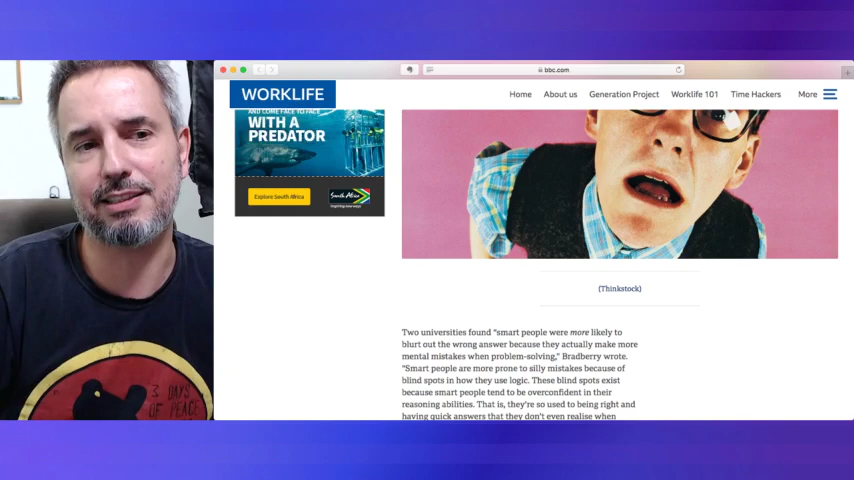 bbc.com
WORKLIFE
Home
About us
Generation Project
Worklife 101
Time Hackers
More
AND COME FACE TO FACE
WITH A
PREDATOR
Explore South Africa
South Africa
(Thinkstock)
Two universities found “smart people were more likely to
blurt out the wrong answer because they actually make more
mental mistakes when problem-solving,” Bradberry wrote.
“Smart people are more prone to silly mistakes because of
blind spots in how they use logic. These blind spots exist
because smart people tend to be overconfident in their
reasoning abilities. That is, they’re so used to being right and
having quick answers that they don’t even realise when
3 DAYS
OF PEACE